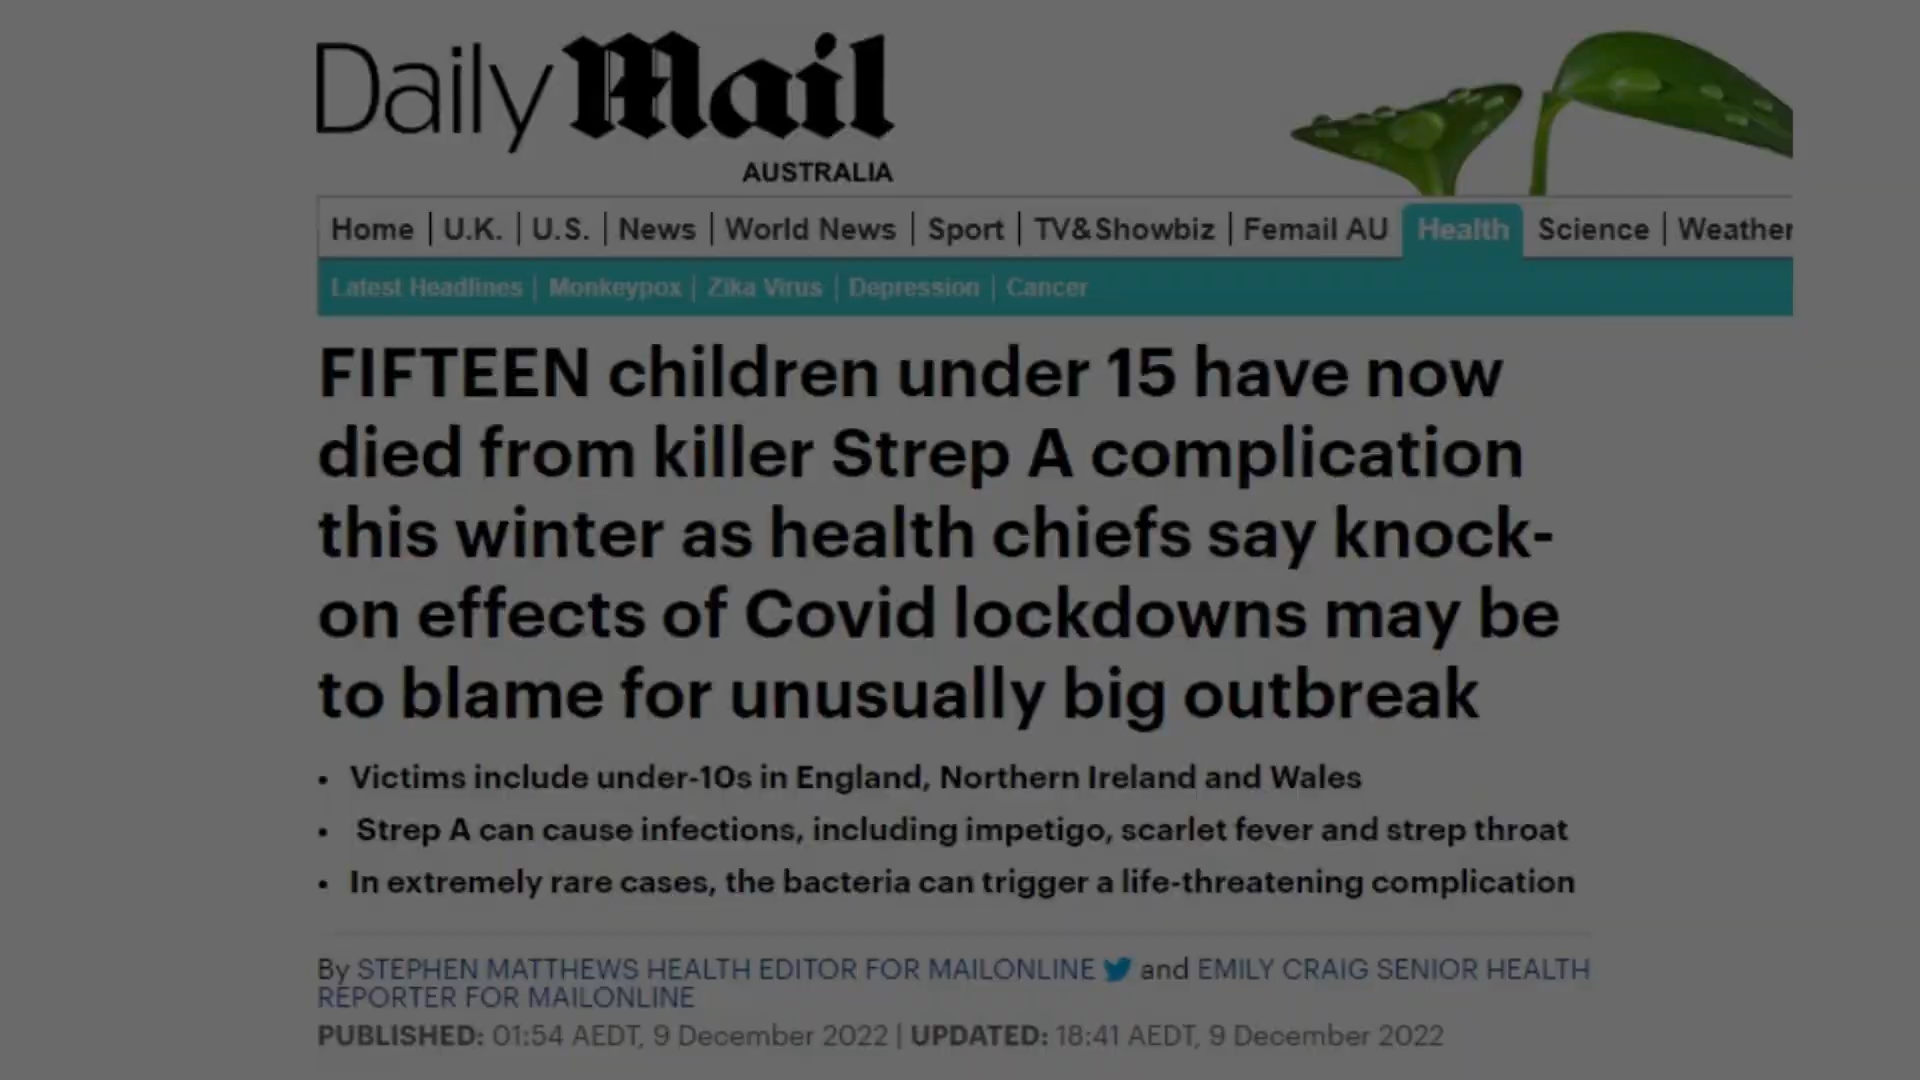 Daily Mail
AUSTRALIA
Home | U.K. | U.S. | News | World News | Sport | TV&Showbiz | Femail AU | Health | Science | Weather
Latest Headlines | Monkeypox | Zika Virus | Depression | Cancer
FIFTEEN children under 15 have now
died from killer Strep A complication
this winter as health chiefs say knock-
on effects of Covid lockdowns may be
to blame for unusually big outbreak
• Victims include under-10s in England, Northern Ireland and Wales
• Strep A can cause infections, including impetigo, scarlet fever and strep throat
• In extremely rare cases, the bacteria can trigger a life-threatening complication
By STEPHEN MATTHEWS HEALTH EDITOR FOR MAILONLINE and EMILY CRAIG SENIOR HEALTH
REPORTER FOR MAILONLINE
PUBLISHED: 01:54 AEDT, 9 December 2022 | UPDATED: 18:41 AEDT, 9 December 2022